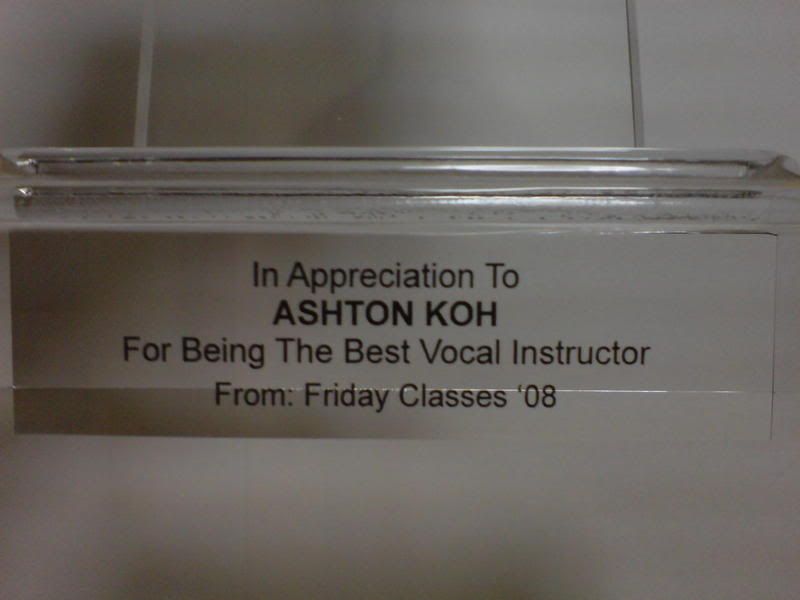 In Appreciation To
ASHTON KOH
For Being The Best Vocal Instructor
From: Friday Classes ‘08